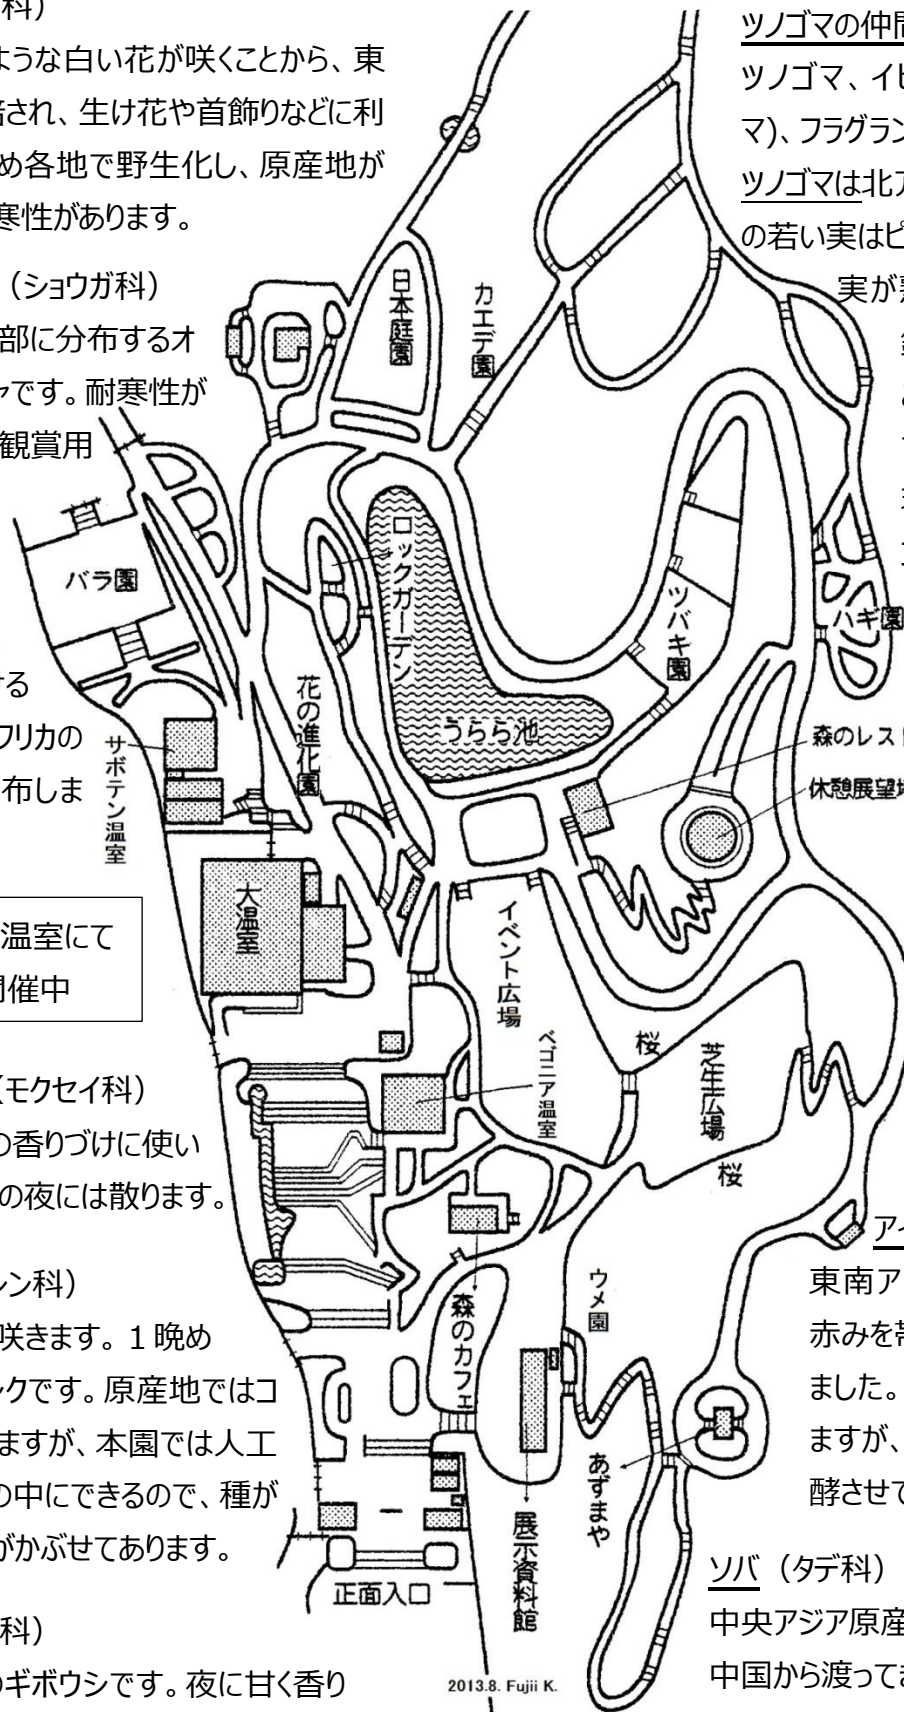 科）
ような白い花が咲くことから、東
培され、生け花や首飾りなどに利
め各地で野生化し、原産地が
寒性があります。
（ショウガ科）
部に分布するオ
ャです。耐寒性が
観賞用
ける
フリカの
布しま
温室にて
開催中
（モクセイ科）
の香りづけに使い
の夜には散ります。
レン科）
咲きます。1晩め
ンクです。原産地ではコ
ますが、本園では人工
の中にできるので、種が
がかぶせてあります。
科）
のギボウシです。夜に甘く香り
ツノゴマの仲間
ツノゴマ、イビ
マ)、フラグラン
ツノゴマは北ア
の若い実はピ
実が熟
アイ
東南ア
赤みを帯
ました。
ますが、
酵させて
ソバ（タデ科）
中央アジア原産
中国から渡ってき
日本庭園
カエデ園
ロックガーデン
バラ園
ツバキ園
ハギ園
花の進化園
うらら池
サボテン温室
森のレスト
休憩展望塔
大温室
イベント広場
ベゴニア温室
桜
芝生広場
桜
森のカフェ
ウメ園
あずまや
展示資料館
正面入口
2013.8. Fujii K.